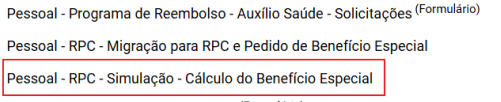 Pessoal - Programa de Reembolso - Auxílio Saúde - Solicitações (Formulário)
Pessoal - RPC - Migração para RPC e Pedido de Benefício Especial
Pessoal - RPC - Simulação - Cálculo do Benefício Especial